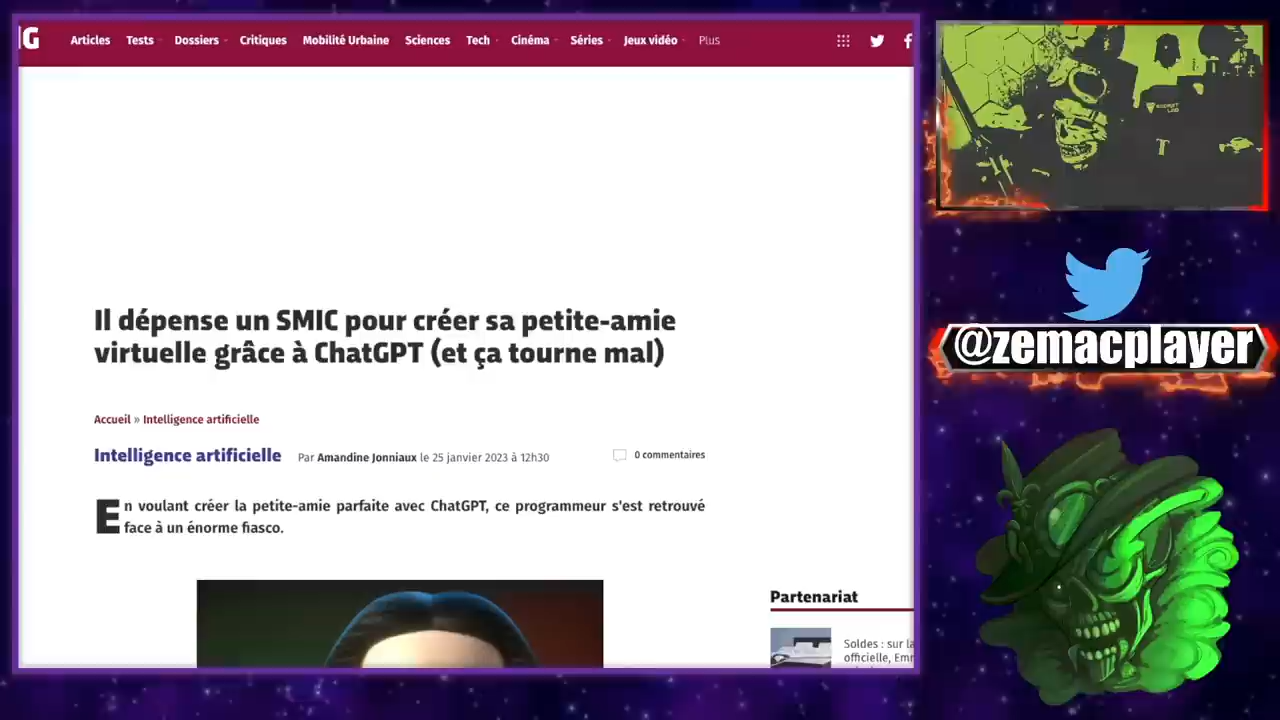 Articles Tests Dossiers Critiques Mobilité Urbaine Sciences Tech Cinéma Séries Jeux vidéo Plus
Il dépense un SMIC pour créer sa petite-amie
virtuelle grâce à ChatGPT (et ça tourne mal)
Accueil » Intelligence artificielle
Intelligence artificielle Par Amandine Jonniaux le 25 janvier 2023 à 12h30 0 commentaires
En voulant créer la petite-amie parfaite avec ChatGPT, ce programmeur s'est retrouvé
face à un énorme fiasco.
Partenariat
Soldes : sur la
officielle, Emm
@zemacplayer